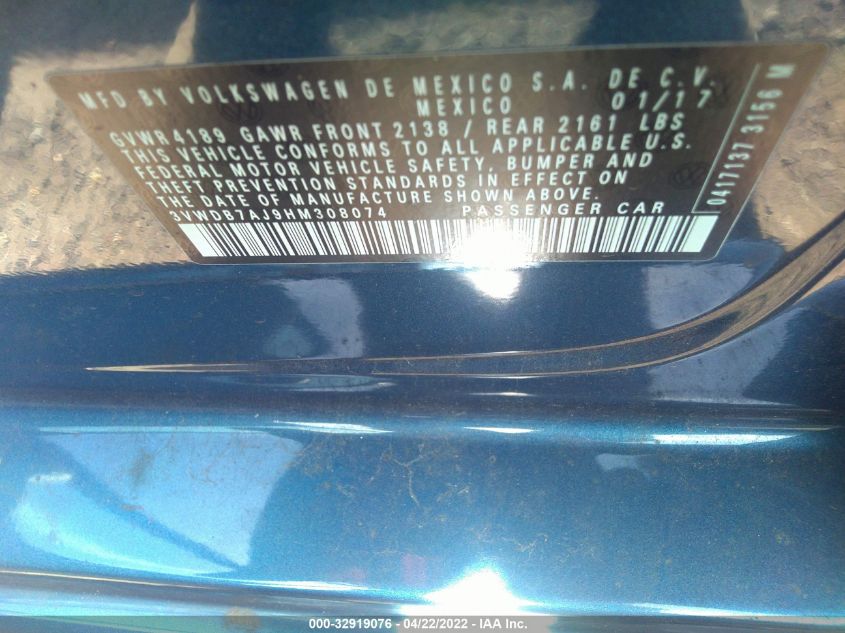 MFD BY VOLKSWAGEN DE MEXICO S.A. DE C.V.
MEXICO 01/17
GVWR 4189 GAWR FRONT 2138 / REAR 2161 LBS
THIS VEHICLE CONFORMS TO ALL APPLICABLE U.S.
FEDERAL MOTOR VEHICLE SAFETY, BUMPER AND
THEFT PREVENTION STANDARDS IN EFFECT ON
THE DATE OF MANUFACTURE SHOWN ABOVE.
3VWDB7AJ9HM308074 PASSENGER CAR
0417137 3156 M
000-32919076 - 04/22/2022 - IAA Inc.